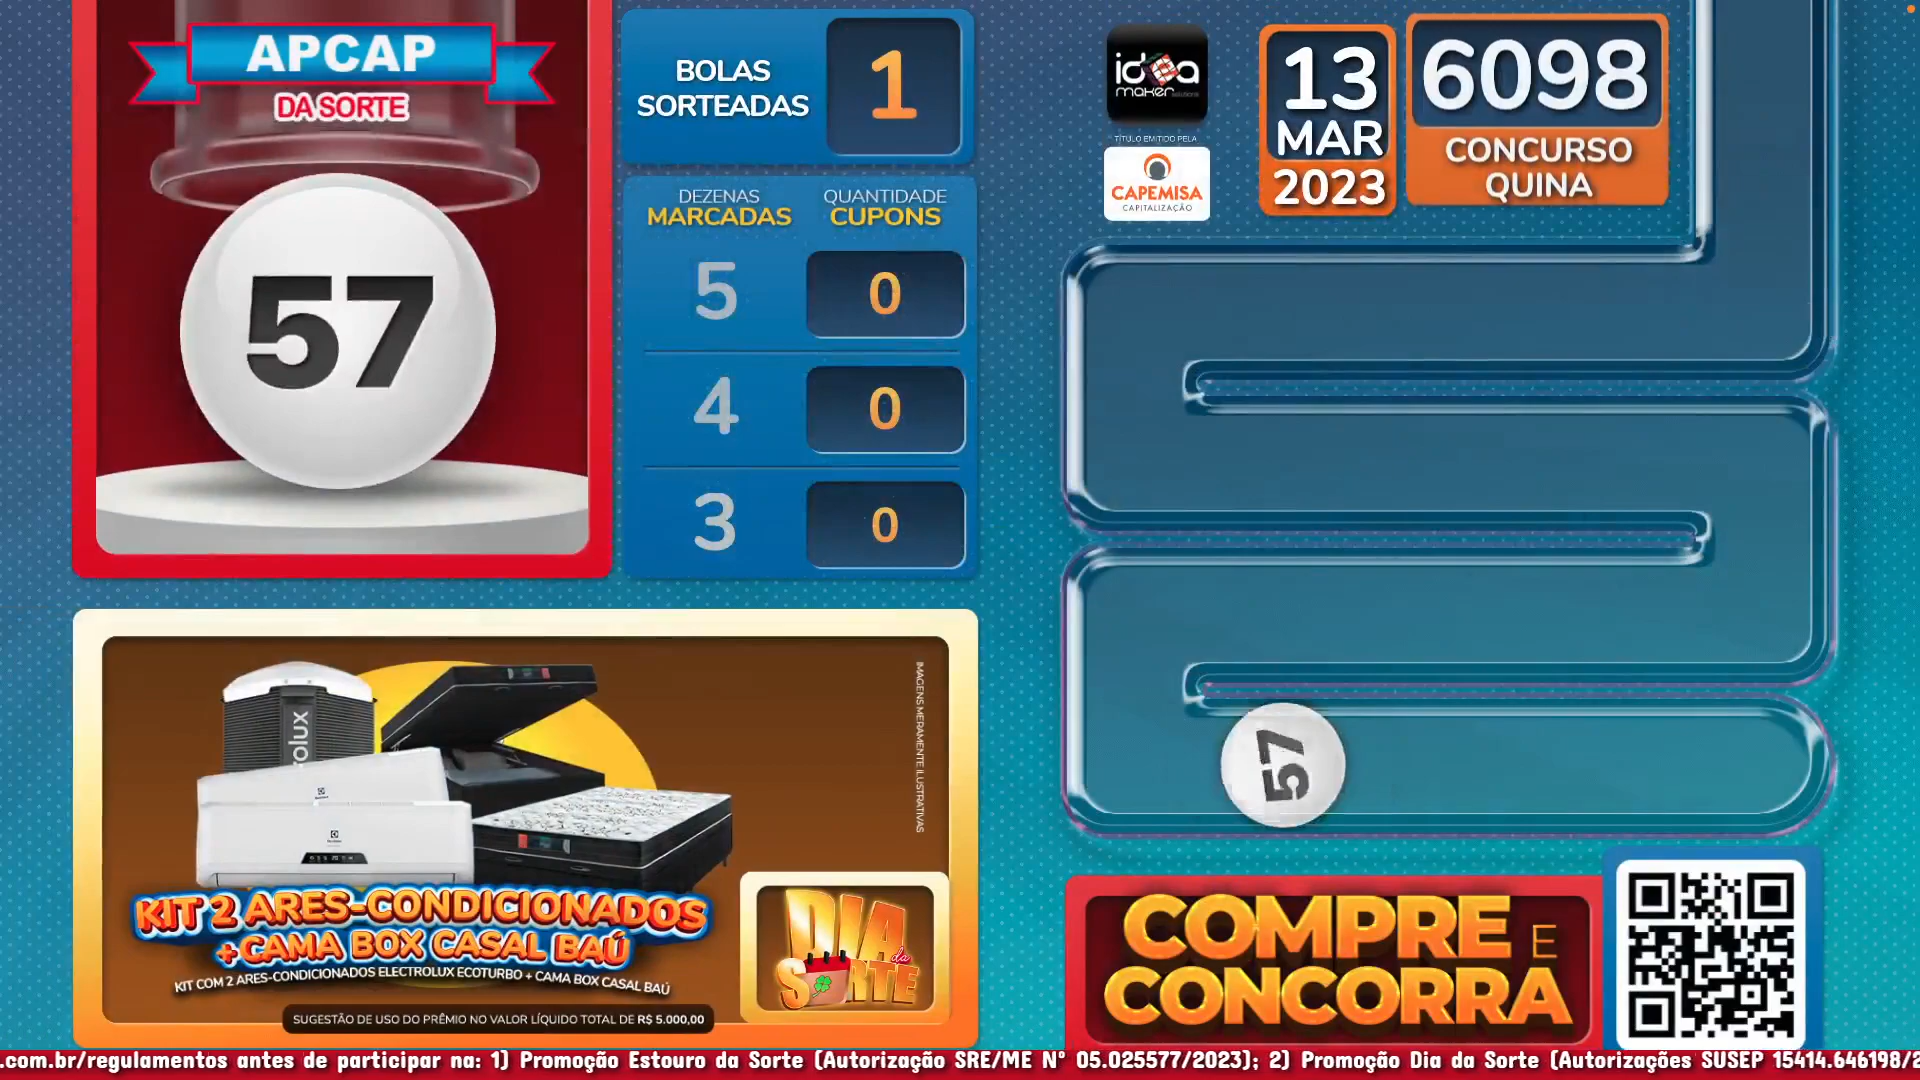 APCAP
DA SORTE
57
BOLAS
SORTEADAS
1
DEZENAS
MARCADAS
QUANTIDADE
CUPONS
5
0
4
0
3
0
idea
maker
TÍTULO EMITIDO PELA
CAPEMISA
CAPITALIZAÇÃO
13
MAR
2023
6098
CONCURSO
QUINA
57
IMAGENS MERAMENTE ILUSTRATIVAS
KIT 2 ARES-CONDICIONADOS
+CAMA BOX CASAL BAÚ
KIT COM 2 ARES-CONDICIONADOS ELECTROLUX ECOTURBO + CAMA BOX CASAL BAÚ
SUGESTÃO DE USO DO PRÊMIO NO VALOR LÍQUIDO TOTAL DE R$ 5.000,00
DIA
da
SORTE
COMPRE E
CONCORRA
.com.br/regulamentos antes de participar na: 1) Promoção Estouro da Sorte (Autorização SRE/ME Nº 05.025577/2023); 2) Promoção Dia da Sorte (Autorizações SUSEP 15414.646198/2